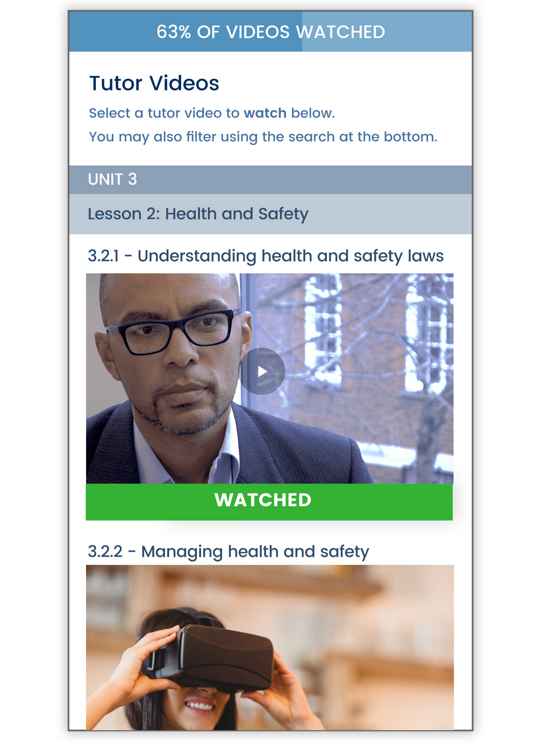 63% OF VIDEOS WATCHED
Tutor Videos
Select a tutor video to watch below.
You may also filter using the search at the bottom.
UNIT 3
Lesson 2: Health and Safety
3.2.1 - Understanding health and safety laws
WATCHED
3.2.2 - Managing health and safety